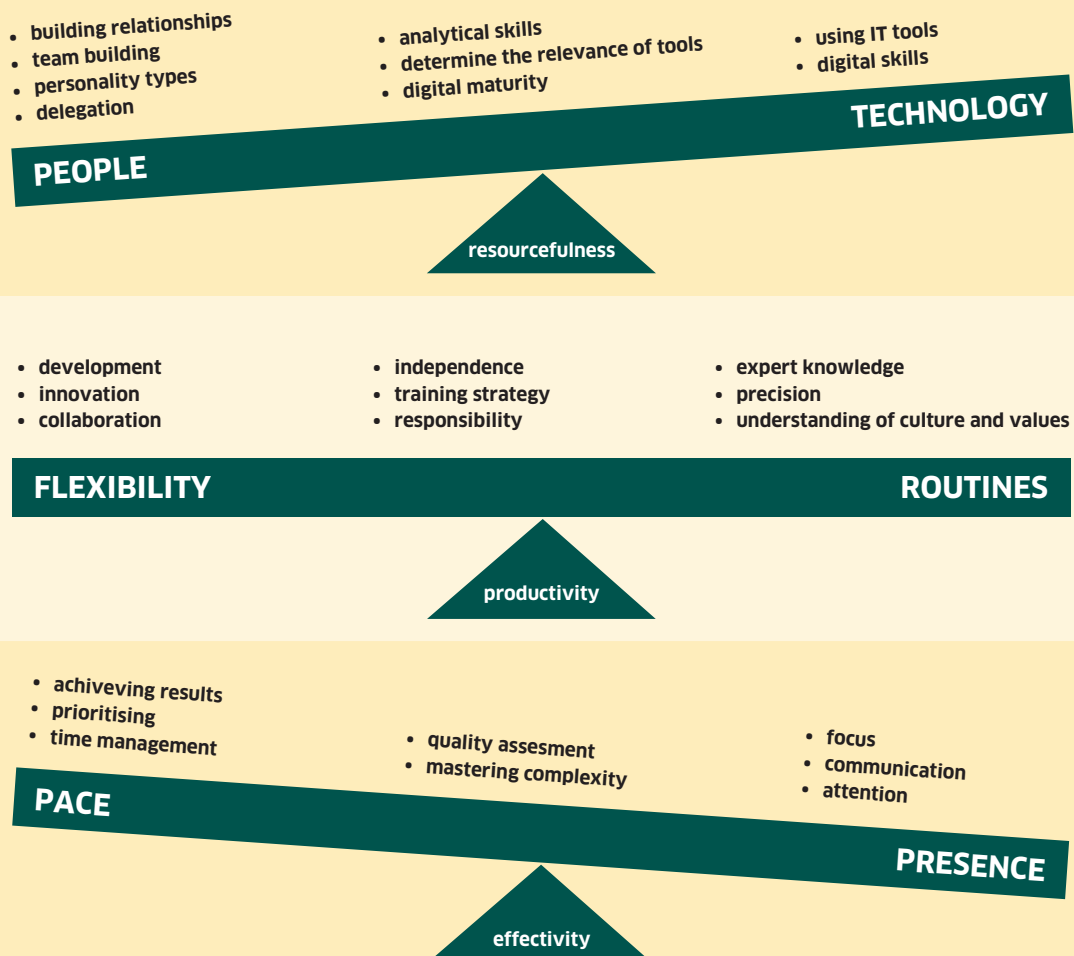 • building relationships
• team building
• personality types
• delegation
• analytical skills
• determine the relevance of tools
• digital maturity
• using IT tools
• digital skills
PEOPLE
TECHNOLOGY
resourcefulness
• development
• innovation
• collaboration
• independence
• training strategy
• responsibility
• expert knowledge
• precision
• understanding of culture and values
FLEXIBILITY
ROUTINES
productivity
• achiveving results
• prioritising
• time management
• quality assesment
• mastering complexity
• focus
• communication
• attention
PACE
PRESENCE
effectivity